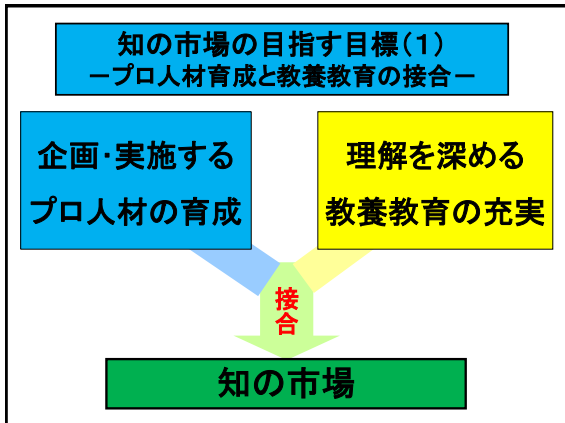 知の市場の目指す目標(1)
－プロ人材育成と教養教育の接合－
企画・実施する
プロ人材の育成
理解を深める
教養教育の充実
接
合
知の市場